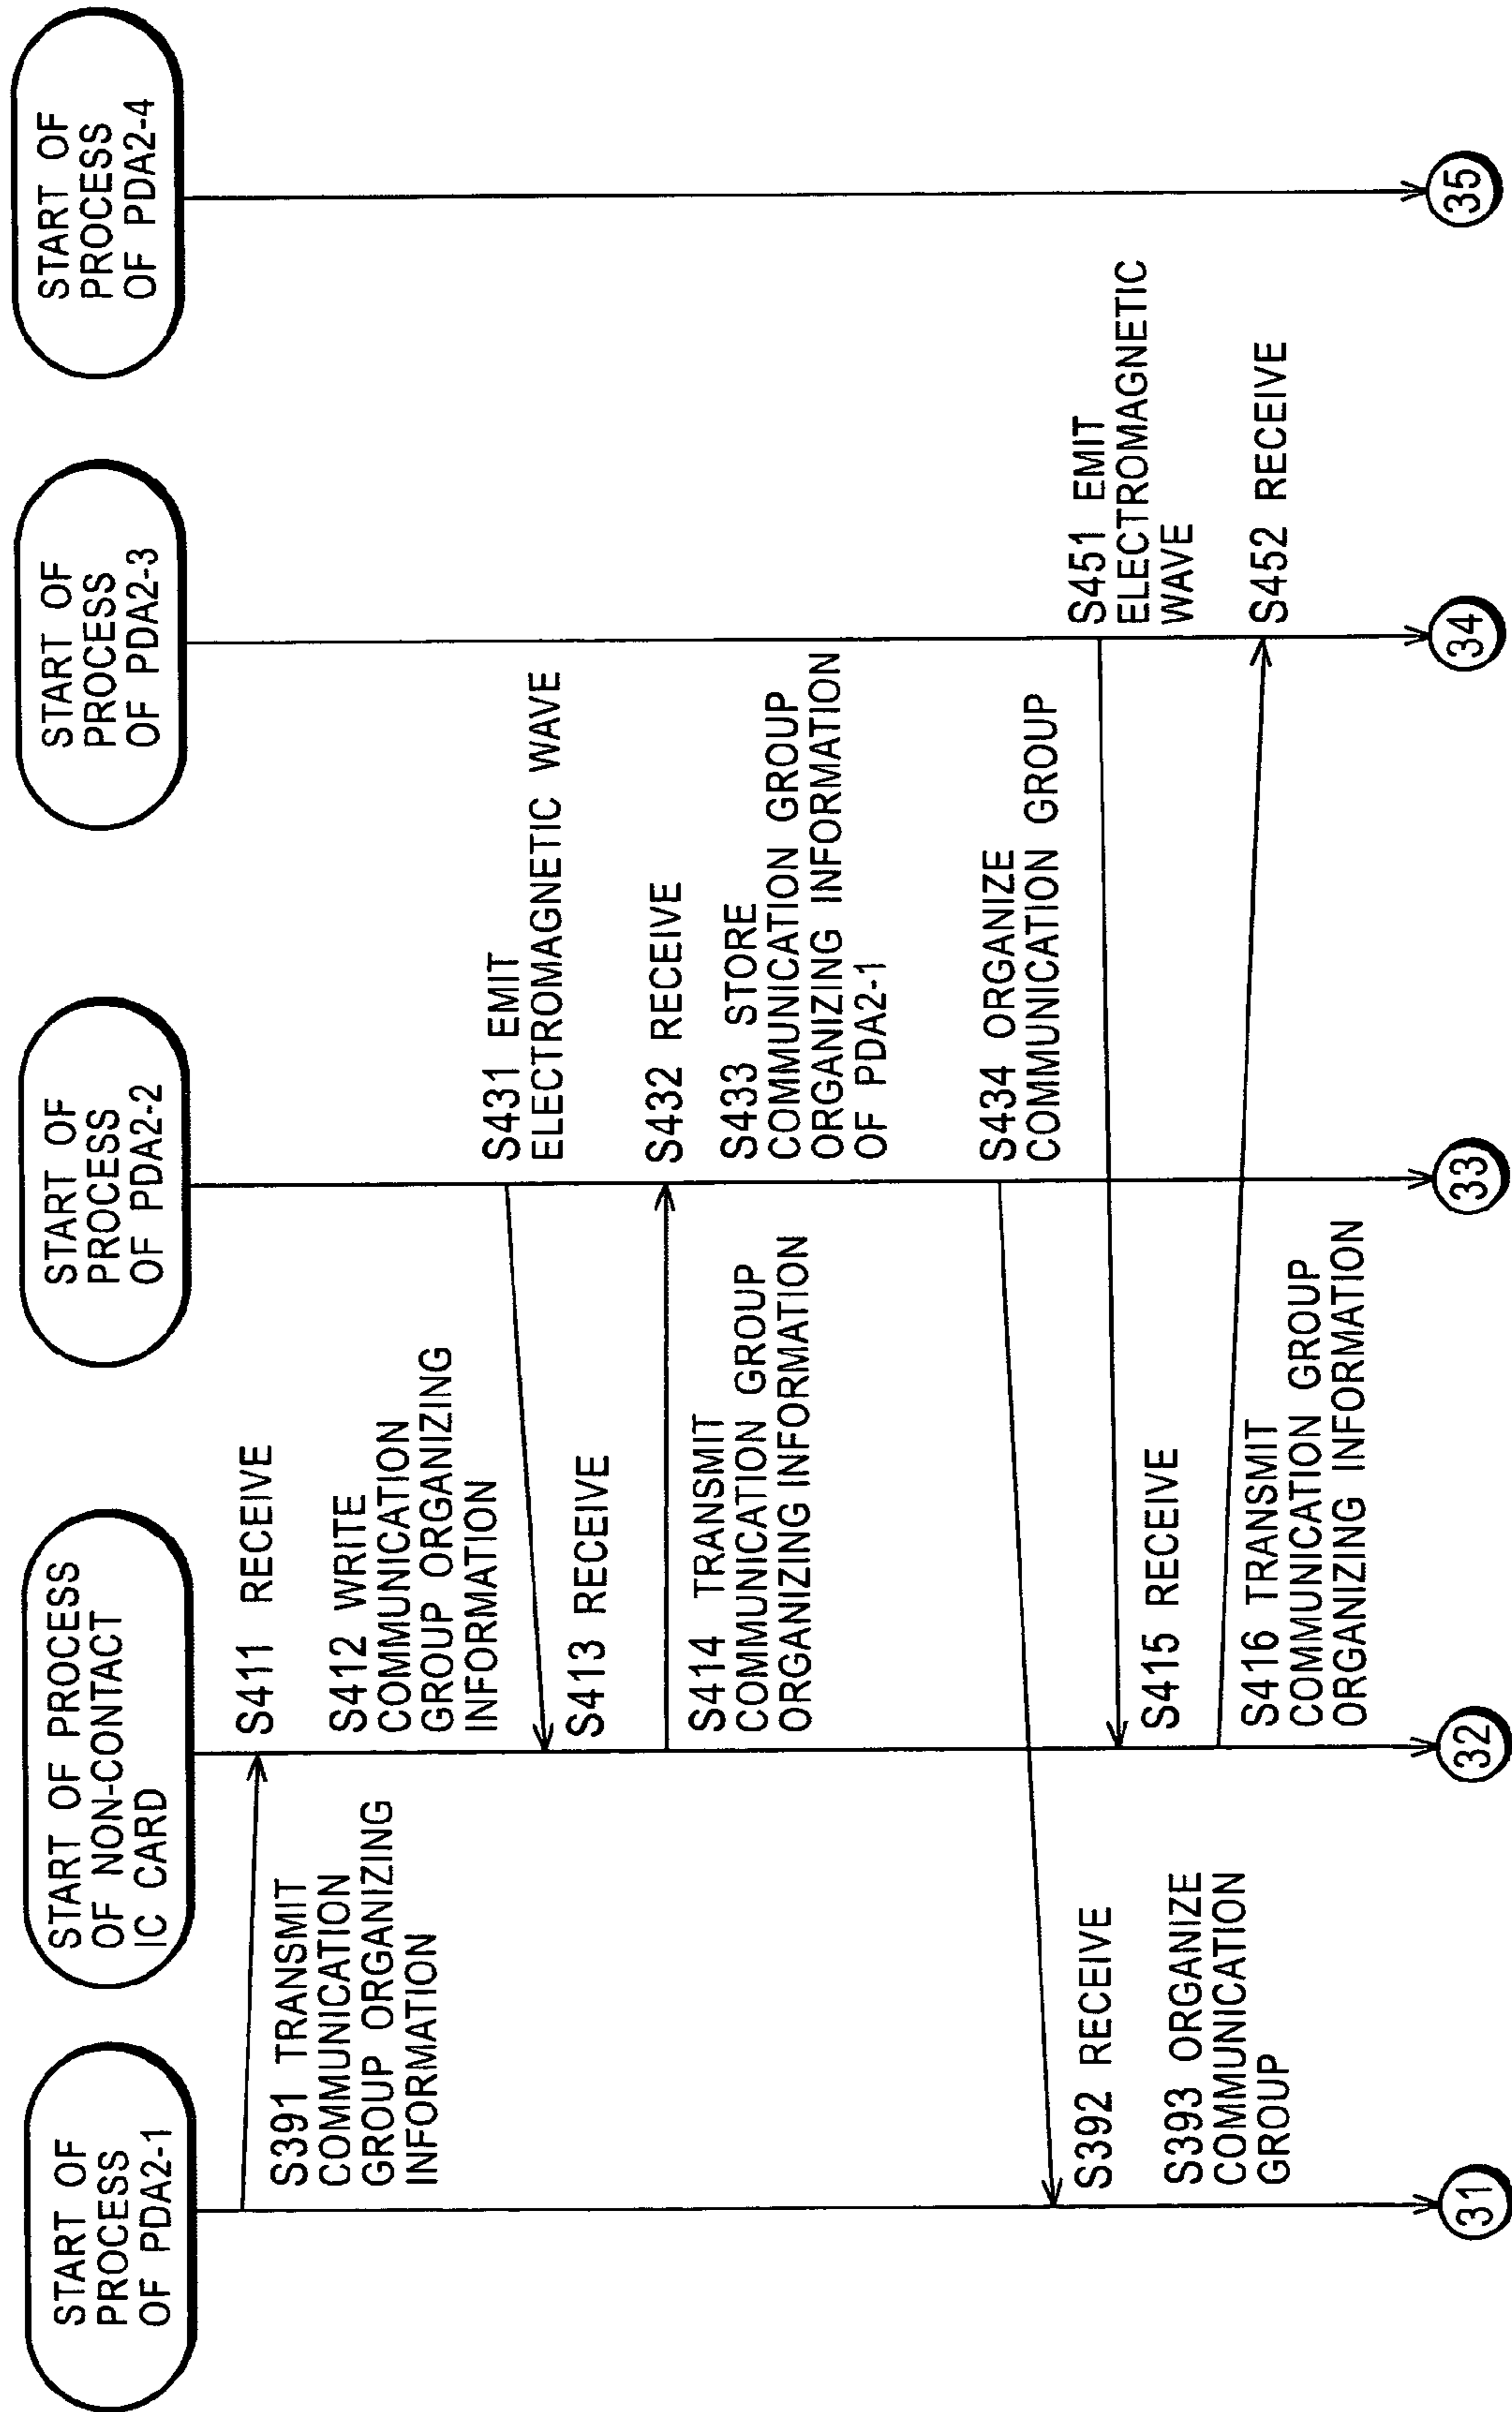 START OF
PROCESS
OF PDA2-1
START OF PROCESS
OF NON-CONTACT
IC CARD
START OF
PROCESS
OF PDA2-2
START OF
PROCESS
OF PDA2-3
START OF
PROCESS
OF PDA2-4
S391 TRANSMIT
COMMUNICATION
GROUP ORGANIZING
INFORMATION
S411 RECEIVE
S412 WRITE
COMMUNICATION
GROUP ORGANIZING
INFORMATION
S431 EMIT
ELECTROMAGNETIC WAVE
S413 RECEIVE
S414 TRANSMIT
COMMUNICATION GROUP
ORGANIZING INFORMATION
S432 RECEIVE
S433 STORE
COMMUNICATION GROUP
ORGANIZING INFORMATION
OF PDA2-1
S434 ORGANIZE
COMMUNICATION GROUP
S392 RECEIVE
S393 ORGANIZE
COMMUNICATION
GROUP
S451 EMIT
ELECTROMAGNETIC
WAVE
S415 RECEIVE
S416 TRANSMIT
COMMUNICATION GROUP
ORGANIZING INFORMATION
S452 RECEIVE
31
32
33
34
35